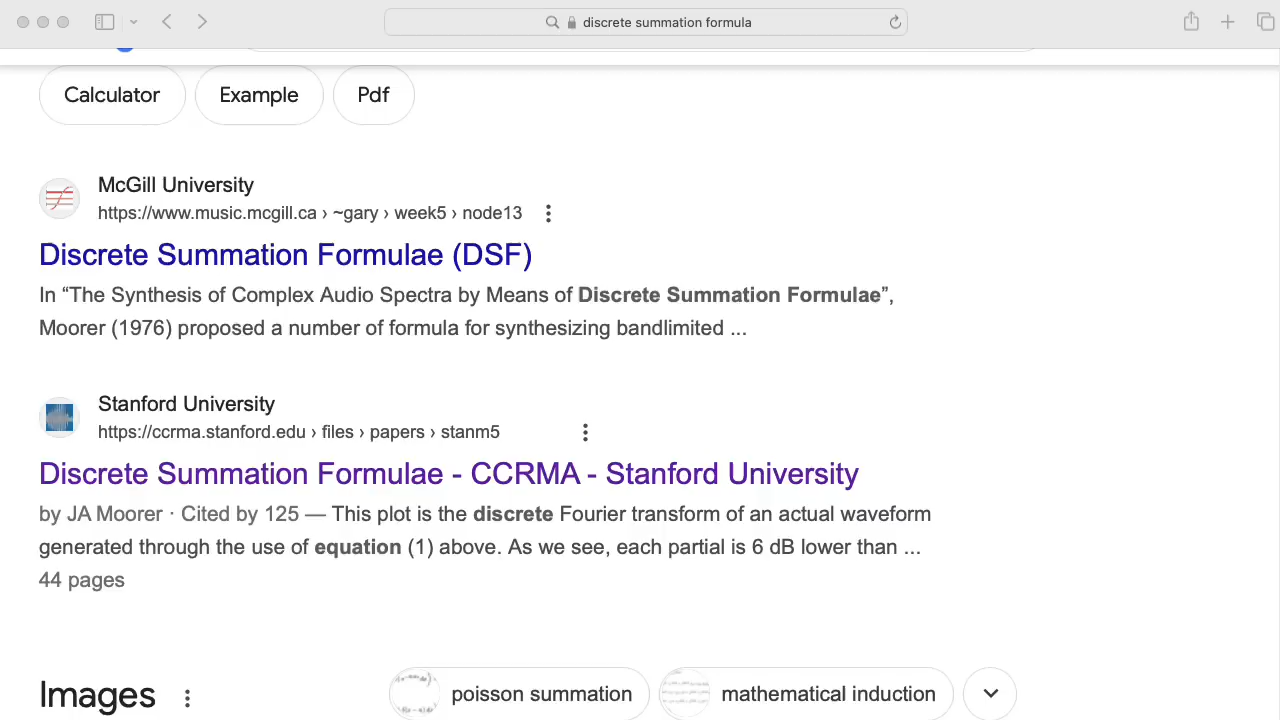 discrete summation formula
Calculator Example Pdf
McGill University
https://www.music.mcgill.ca › ~gary › week5 › node13
Discrete Summation Formulae (DSF)
In “The Synthesis of Complex Audio Spectra by Means of Discrete Summation Formulae”,
Moorer (1976) proposed a number of formula for synthesizing bandlimited ...
Stanford University
https://ccrma.stanford.edu › files › papers › stanm5
Discrete Summation Formulae - CCRMA - Stanford University
by JA Moorer · Cited by 125 — This plot is the discrete Fourier transform of an actual waveform
generated through the use of equation (1) above. As we see, each partial is 6 dB lower than ...
44 pages
Images poisson summation mathematical induction